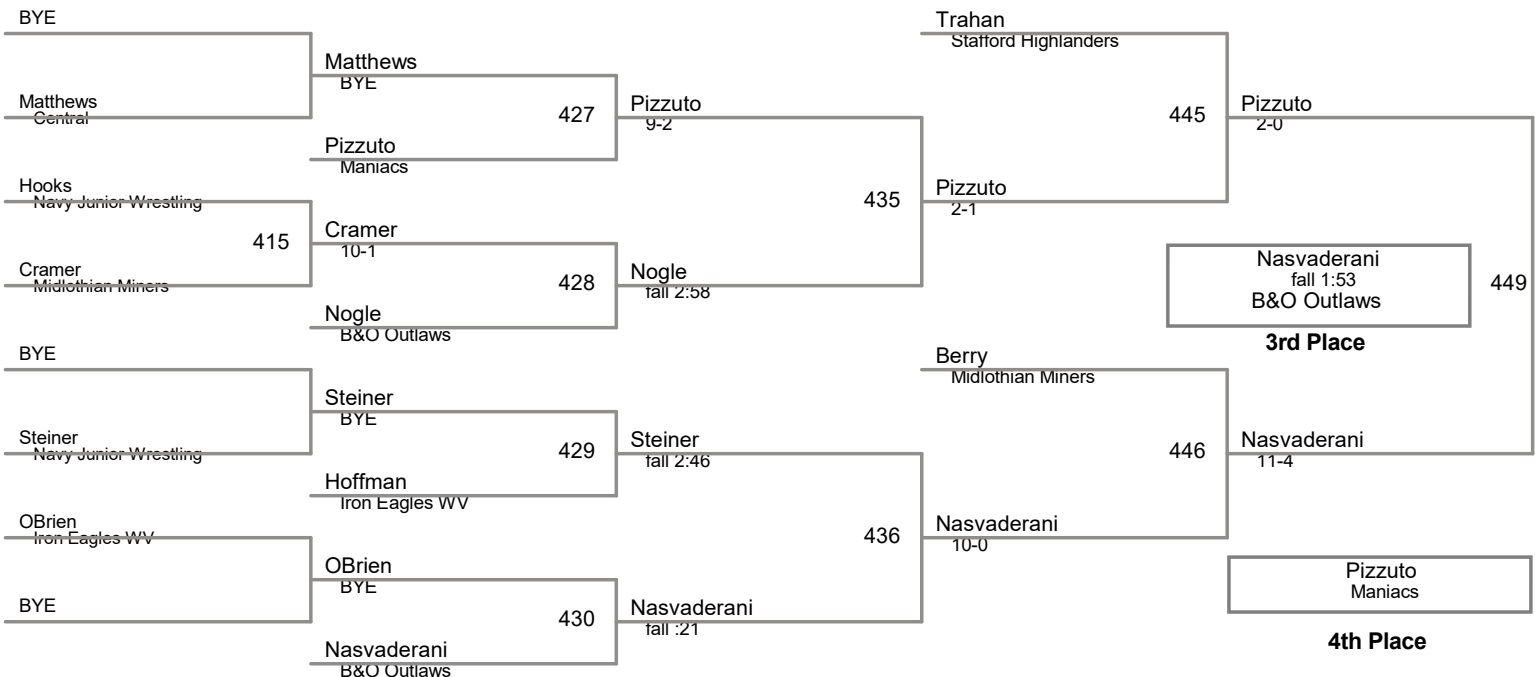 BYE
Matthews
Central
Hooks
Navy Junior Wrestling
415
Cramer
Midlothian Miners
BYE
Steiner
Navy Junior Wrestling
OBrien
Iron Eagles WV
BYE
Matthews
BYE
427
Pizzuto
Maniacs
Cramer
10-1
428
Nogle
B&O Outlaws
Steiner
BYE
429
Hoffman
Iron Eagles WV
OBrien
BYE
430
Nasvaderani
B&O Outlaws
Pizzuto
9-2
435
Nogle
fall 2:58
Steiner
fall 2:46
436
Nasvaderani
fall :21
Trahan
Stafford Highlanders
445
Pizzuto
2-1
Berry
Midlothian Miners
446
Nasvaderani
10-0
Pizzuto
2-0
449
Nasvaderani
11-4
Nasvaderani
fall 1:53
B&O Outlaws
3rd Place
Pizzuto
Maniacs
4th Place